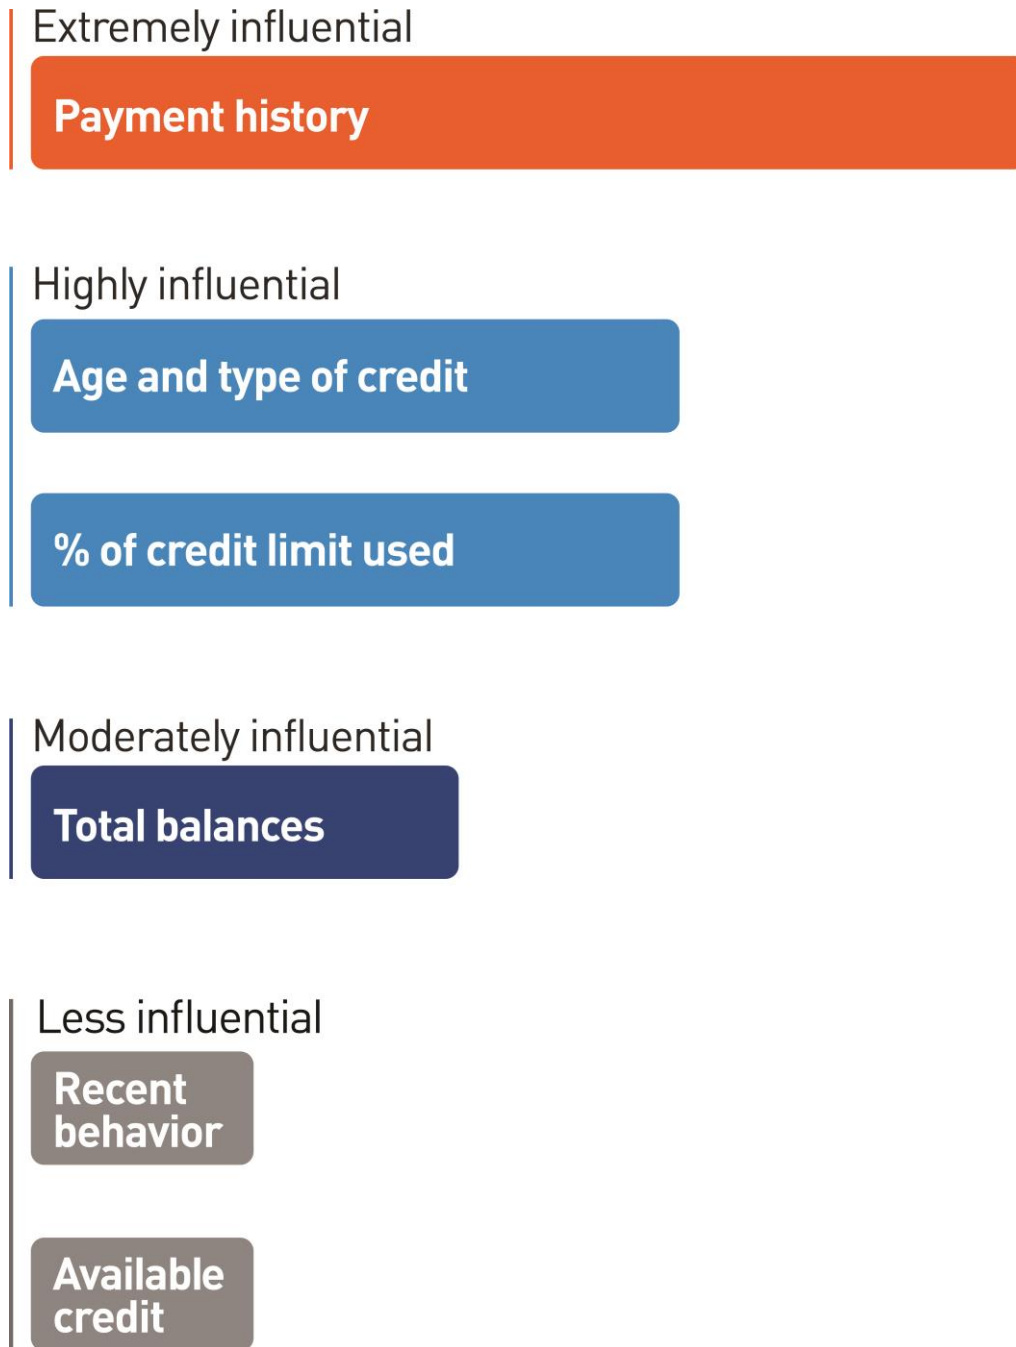 Extremely influential
Payment history
Highly influential
Age and type of credit
% of credit limit used
Moderately influential
Total balances
Less influential
Recent
behavior
Available
credit